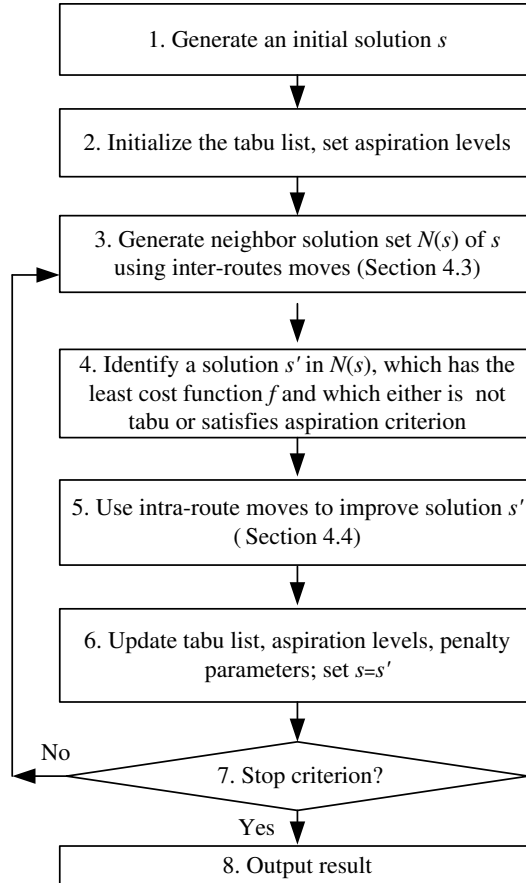 1. Generate an initial solution s
2. Initialize the tabu list, set aspiration levels
3. Generate neighbor solution set N(s) of s
using inter-routes moves (Section 4.3)
4. Identify a solution s' in N(s), which has the
least cost function f and which either is not
tabu or satisfies aspiration criterion
5. Use intra-route moves to improve solution s'
( Section 4.4)
6. Update tabu list, aspiration levels, penalty
parameters; set s=s'
No
7. Stop criterion?
Yes
8. Output result